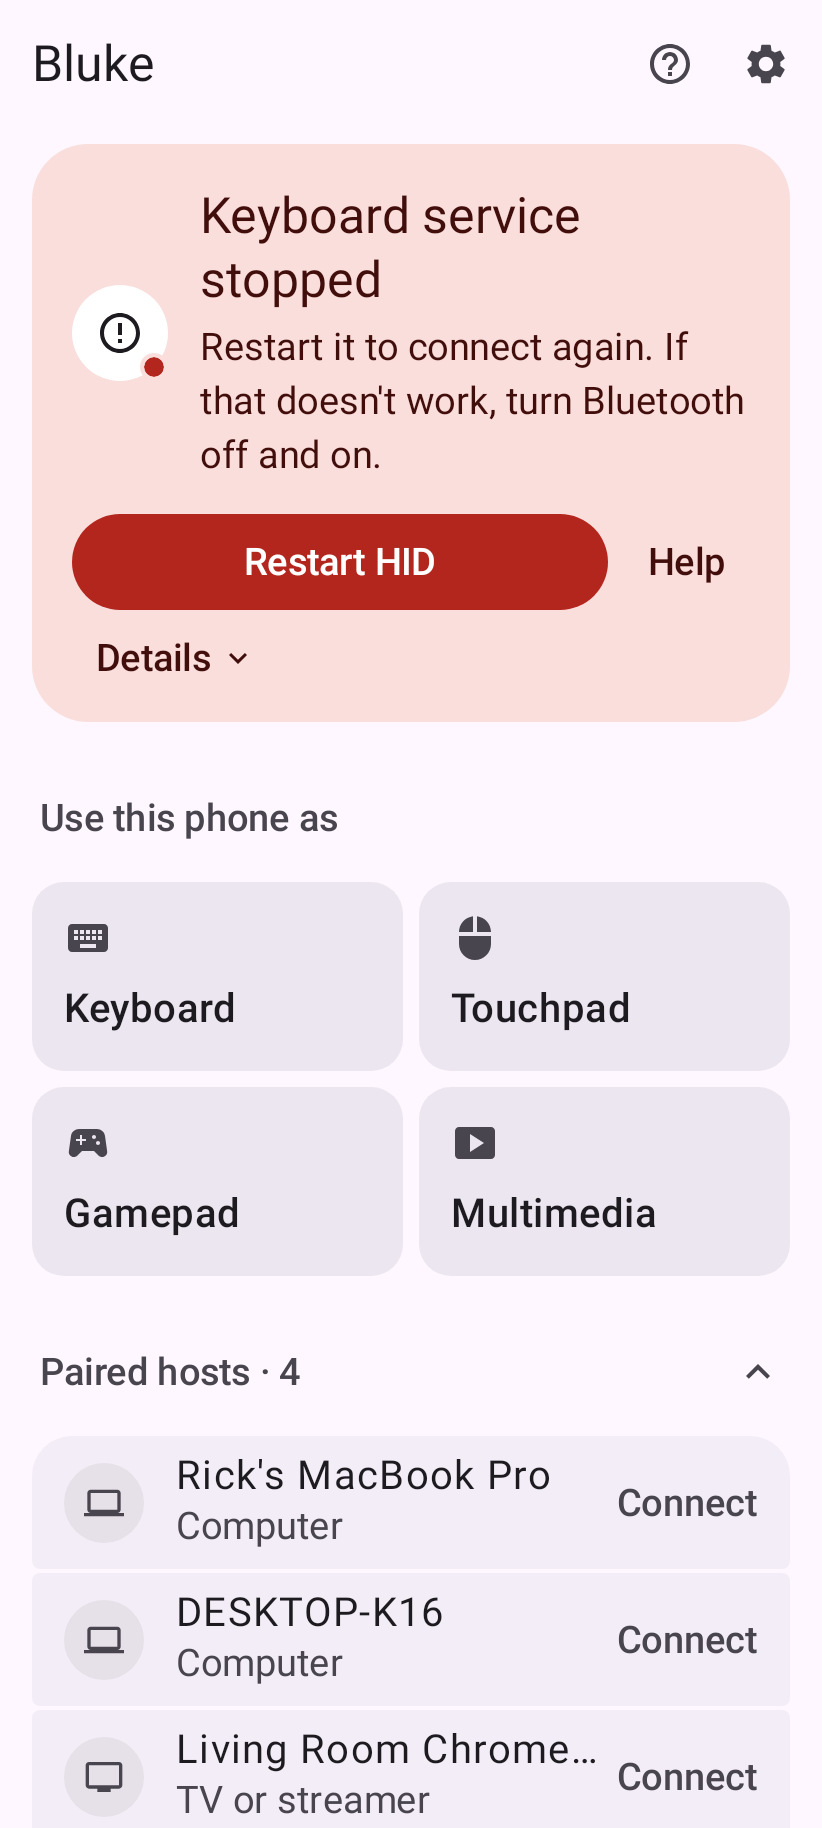 Bluke
Keyboard service
stopped
Restart it to connect again. If
that doesn't work, turn Bluetooth
off and on.
Restart HID
Help
Details
Use this phone as
Keyboard
Touchpad
Gamepad
Multimedia
Paired hosts · 4
Rick's MacBook Pro
Computer
Connect
DESKTOP-K16
Computer
Connect
Living Room Chrome…
TV or streamer
Connect